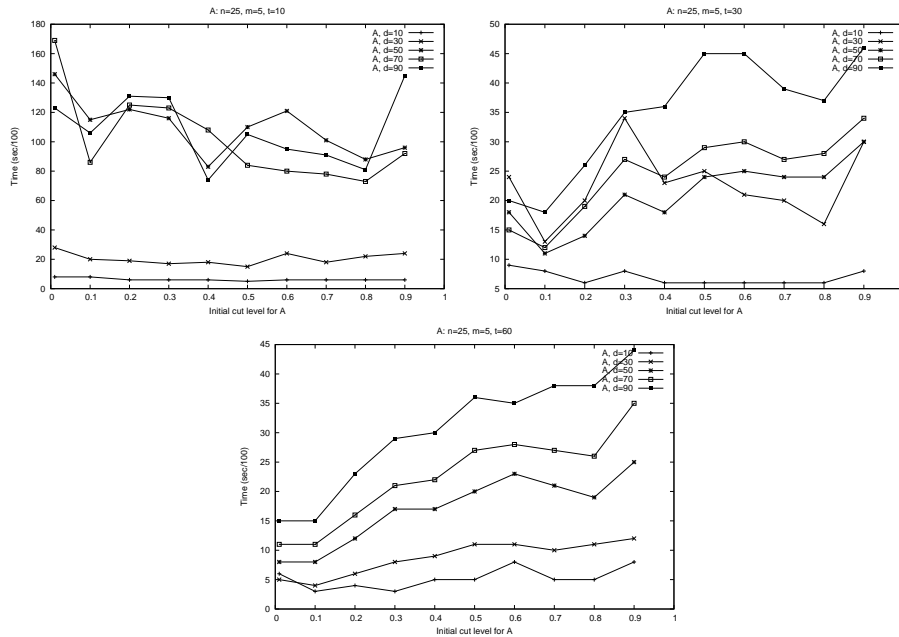 A: n=25, m=5, t=10
180
160
140
120
100
80
60
40
20
0
Time (sec/100)
A, d=10
A, d=30
A, d=50
A, d=70
A, d=90
0 0.1 0.2 0.3 0.4 0.5 0.6 0.7 0.8 0.9 1
Initial cut level for A
A: n=25, m=5, t=30
50
45
40
35
30
25
20
15
10
5
Time (sec/100)
A, d=10
A, d=30
A, d=50
A, d=70
A, d=90
0 0.1 0.2 0.3 0.4 0.5 0.6 0.7 0.8 0.9 1
Initial cut level for A
A: n=25, m=5, t=60
45
40
35
30
25
20
15
10
5
0
Time (sec/100)
A, d=10
A, d=30
A, d=50
A, d=70
A, d=90
0 0.1 0.2 0.3 0.4 0.5 0.6 0.7 0.8 0.9 1
Initial cut level for A